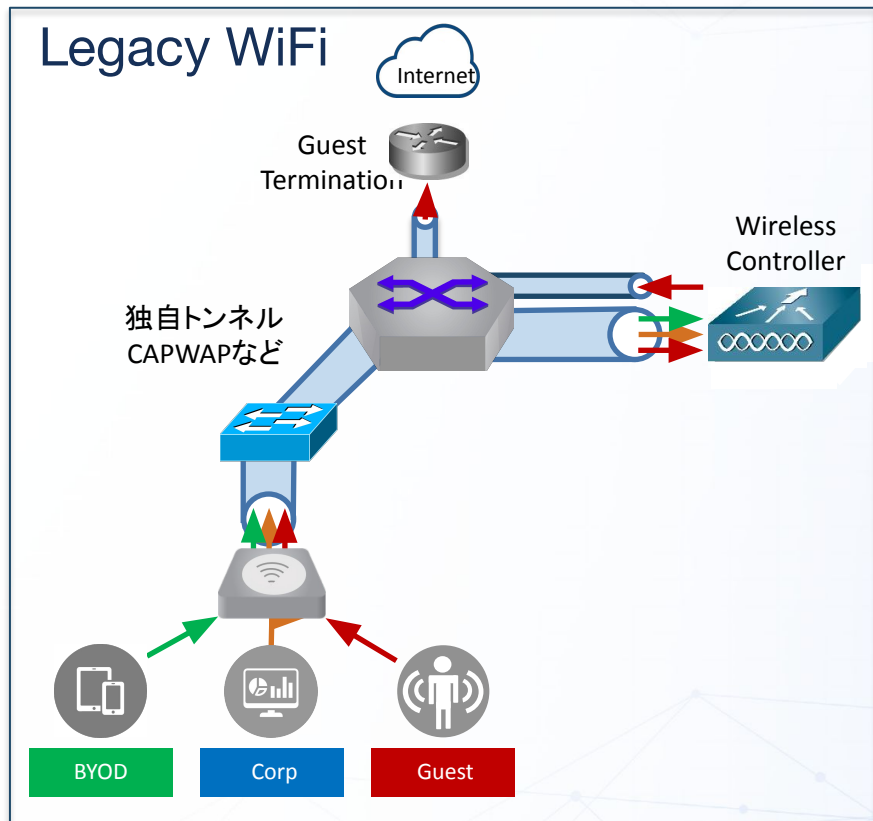 Legacy WiFi
Internet
Guest
Termination
Wireless
Controller
独自トンネル
CAPWAPなど
BYOD
Corp
Guest